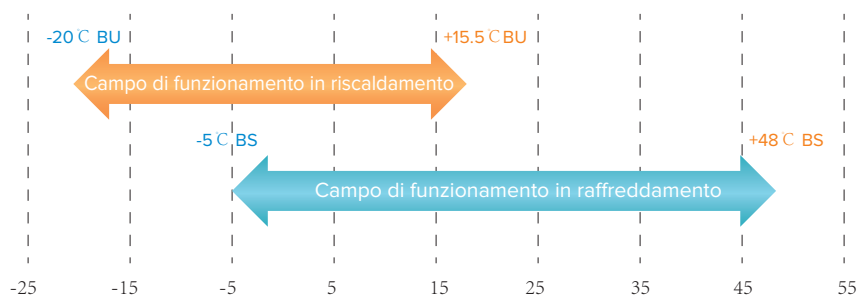 -20℃ BU +15.5℃ BU
Campo di funzionamento in riscaldamento
-5℃ BS +48℃ BS
Campo di funzionamento in raffreddamento
-25 -15 -5 5 15 25 35 45 55